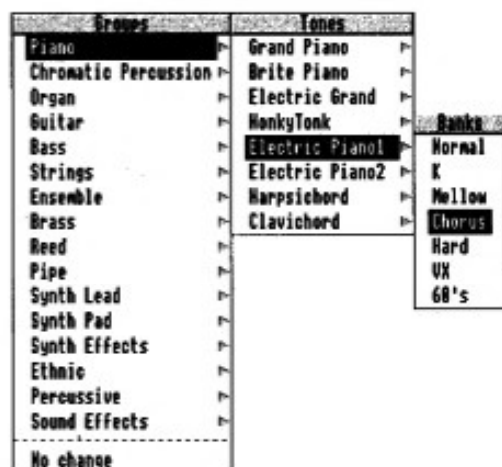 Groups
Piano
Chromatic Percussion
Organ
Guitar
Bass
Strings
Ensemble
Brass
Reed
Pipe
Synth Lead
Synth Pad
Synth Effects
Ethnic
Percussive
Sound Effects
No change
Tones
Grand Piano
Brite Piano
Electric Grand
HonkyTonk
Electric Piano1
Electric Piano2
Harpsichord
Clavichord
Banks
Normal
K
Mellow
Chorus
Hard
VX
60's